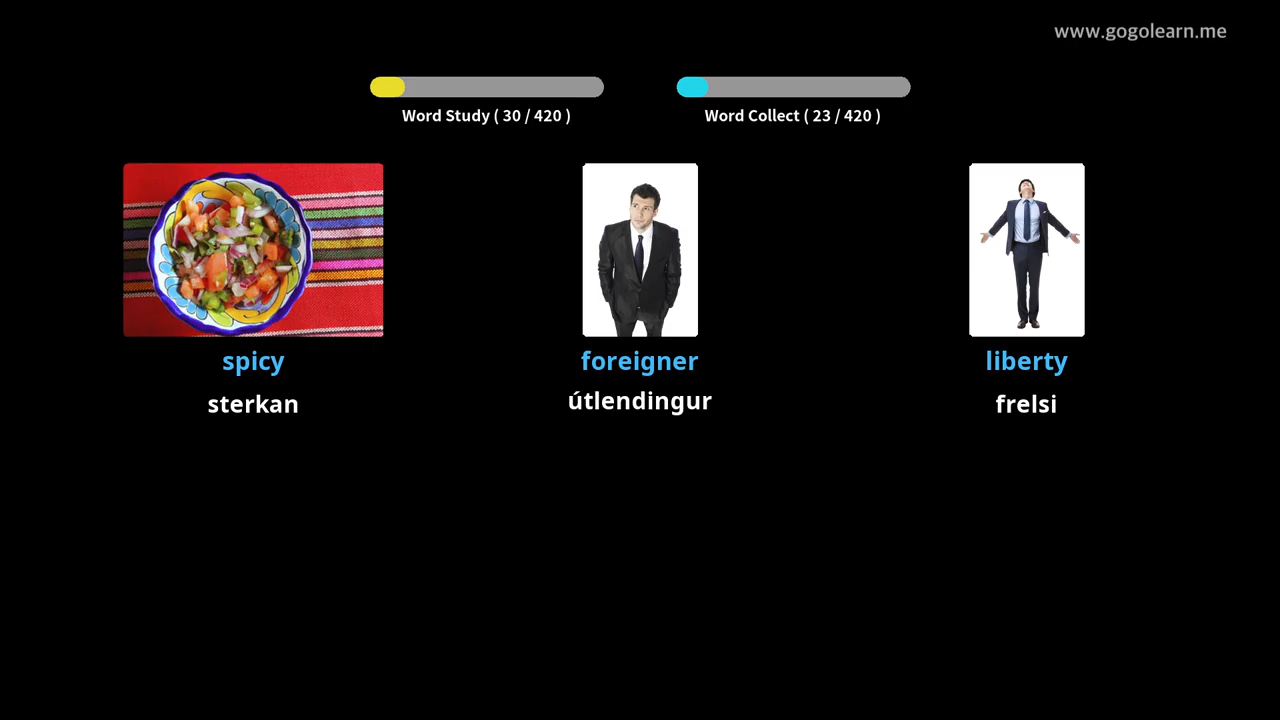 www.gogolearn.me
Word Study ( 30 / 420 )
Word Collect ( 23 / 420 )
spicy
foreigner
liberty
sterkan
útlendingur
frelsi